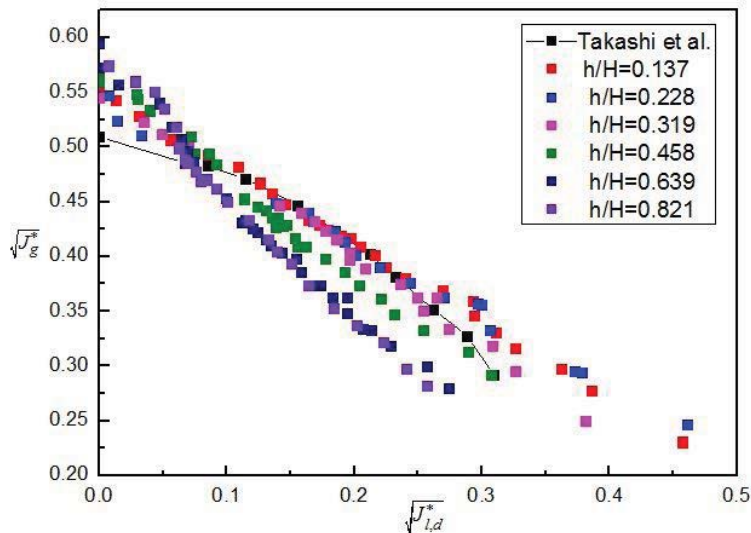 0.60
0.55
0.50
0.45
0.40
0.35
0.30
0.25
0.20
√J*g
Takashi et al.
h/H=0.137
h/H=0.228
h/H=0.319
h/H=0.458
h/H=0.639
h/H=0.821
0.0 0.1 0.2 0.3 0.4 0.5
√J*l,d